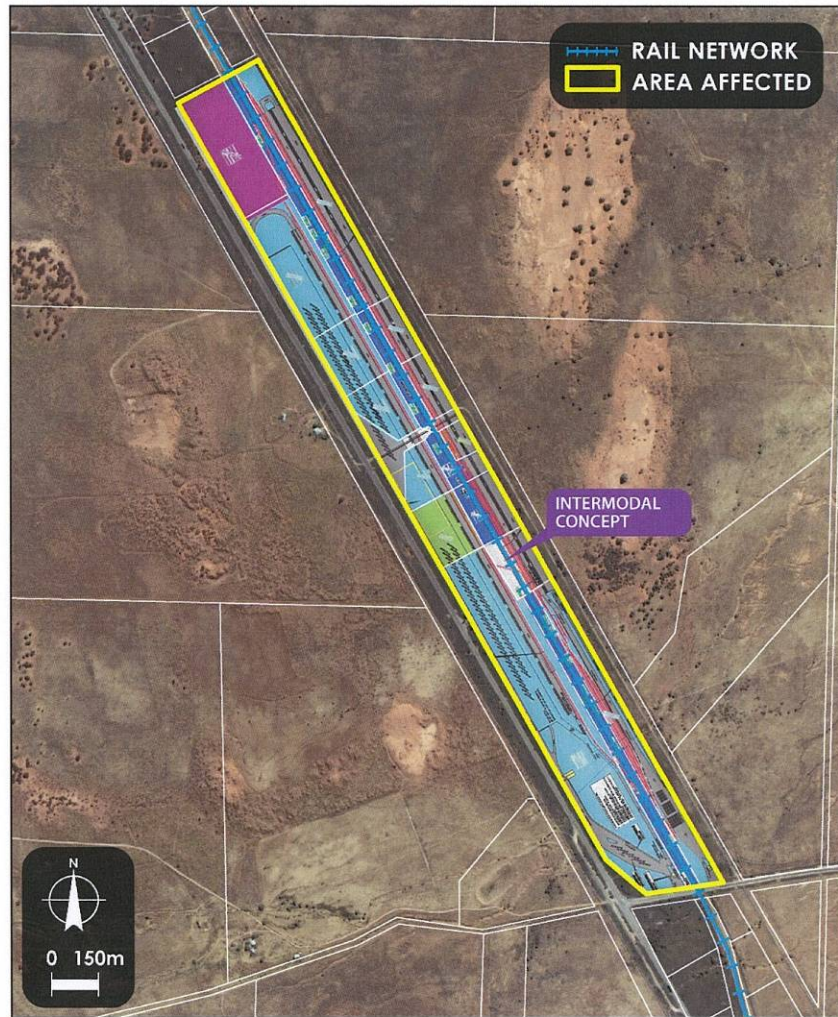 RAIL NETWORK
AREA AFFECTED
INTERMODAL
CONCEPT
N
0 150m